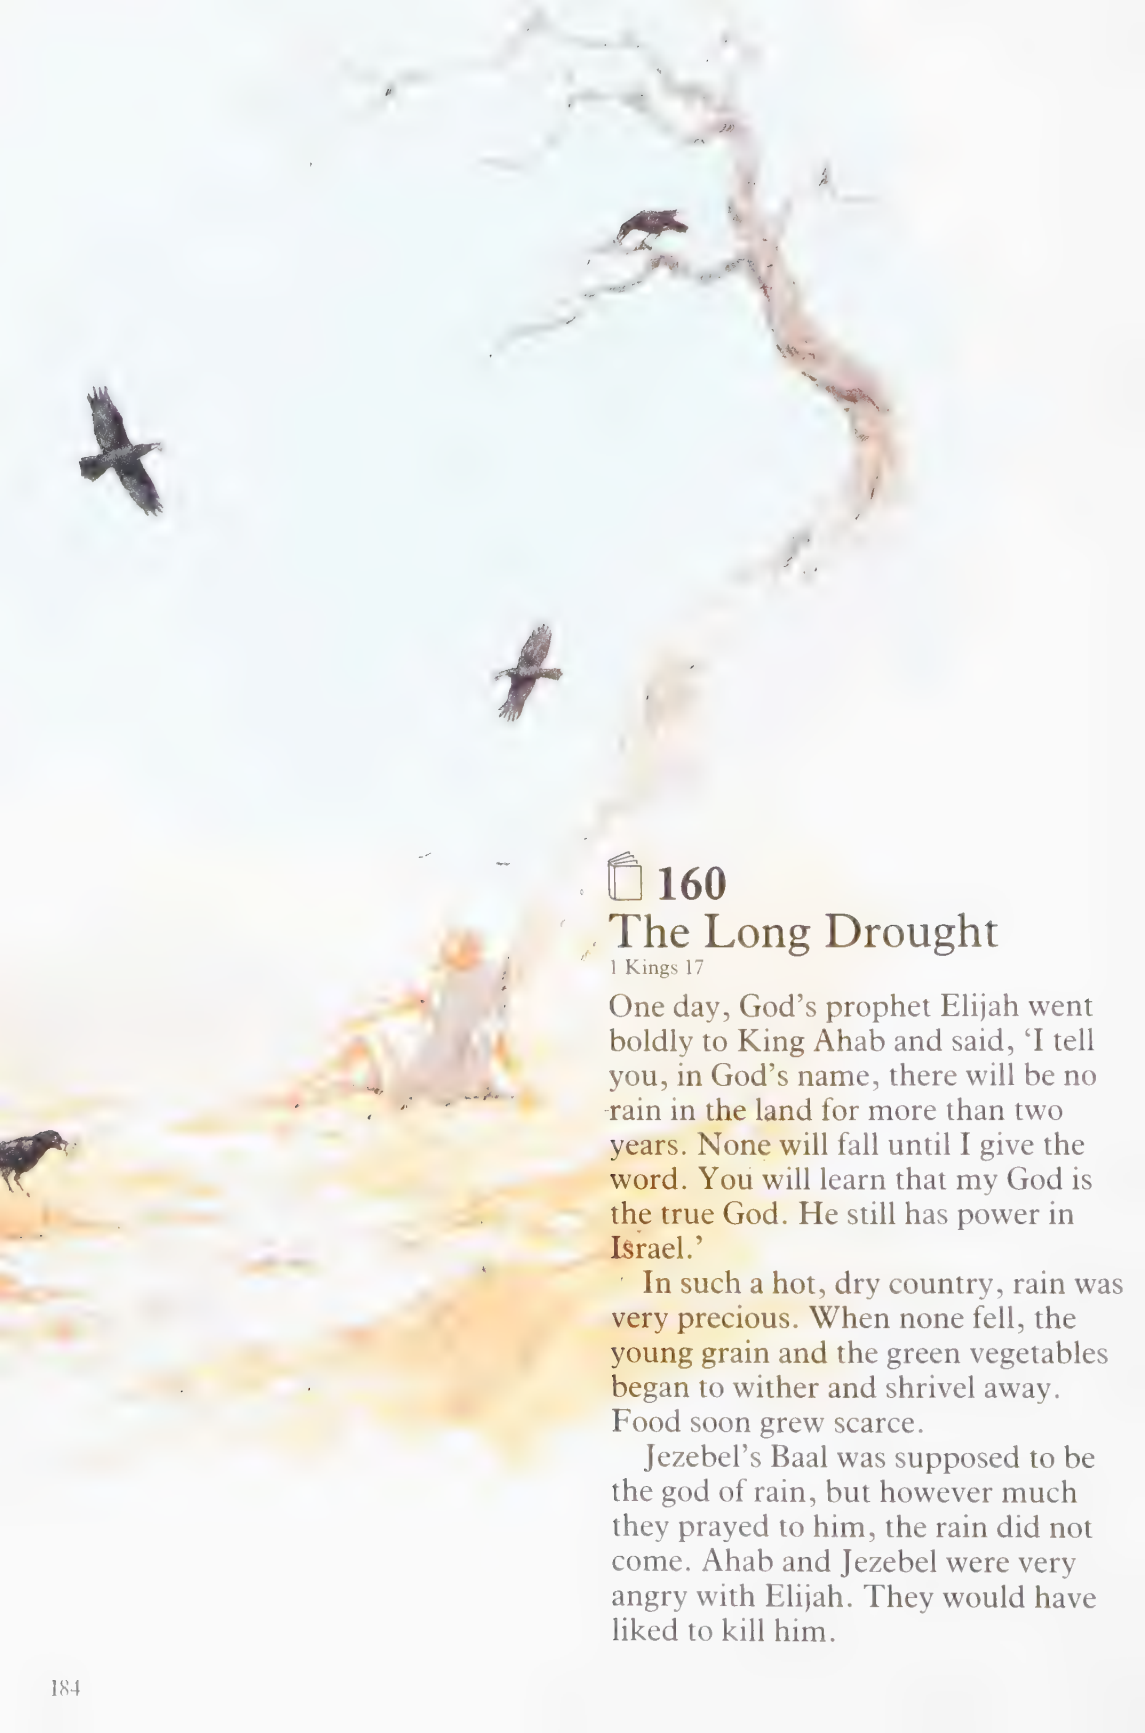 160
The Long Drought
1 Kings 17
One day, God’s prophet Elijah went
boldly to King Ahab and said, ‘I tell
you, in God’s name, there will be no
rain in the land for more than two
years. None will fall until I give the
word. You will learn that my God is
the true God. He still has power in
Israel.’
In such a hot, dry country, rain was
very precious. When none fell, the
young grain and the green vegetables
began to wither and shrivel away.
Food soon grew scarce.
Jezebel’s Baal was supposed to be
the god of rain, but however much
they prayed to him, the rain did not
come. Ahab and Jezebel were very
angry with Elijah. They would have
liked to kill him.
184